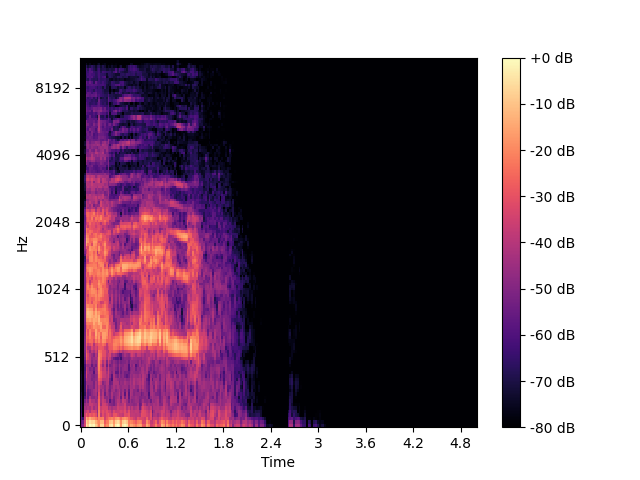 +0 dB
8192
-10 dB
4096
-20 dB
-30 dB
2048
Hz
-40 dB
1024
-50 dB
512
-60 dB
-70 dB
0
-80 dB
0 0.6 1.2 1.8 2.4 3 3.6 4.2 4.8
Time